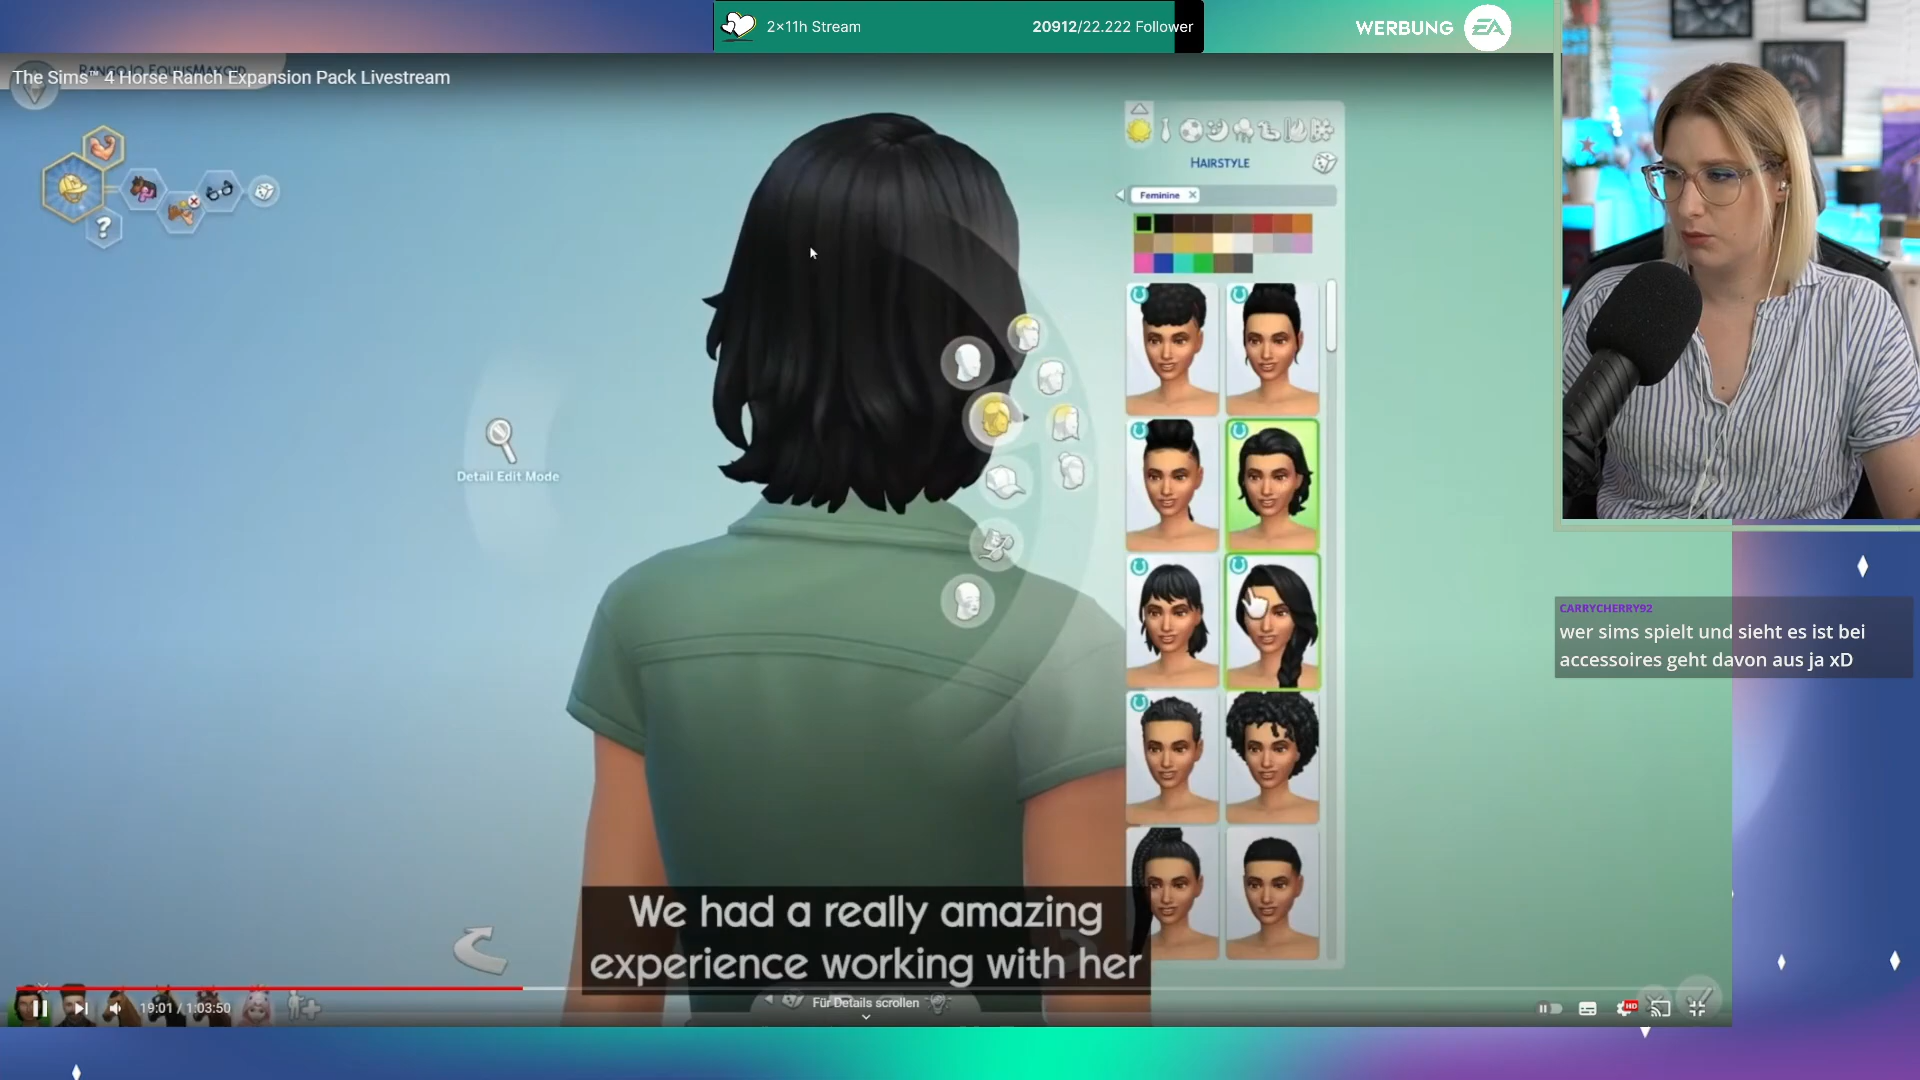 2×11h Stream
20912/22.222 Follower
WERBUNG EA
The Sims™ 4 Horse Ranch Expansion Pack Livestream
HAIRSTYLE
Feminine
Detail Edit Mode
CARRYCHERRY92
wer sims spielt und sieht es ist bei
accessoires geht davon aus ja xD
We had a really amazing
experience working with her
Für Details scrollen
19:01 / 1:03:50
HD